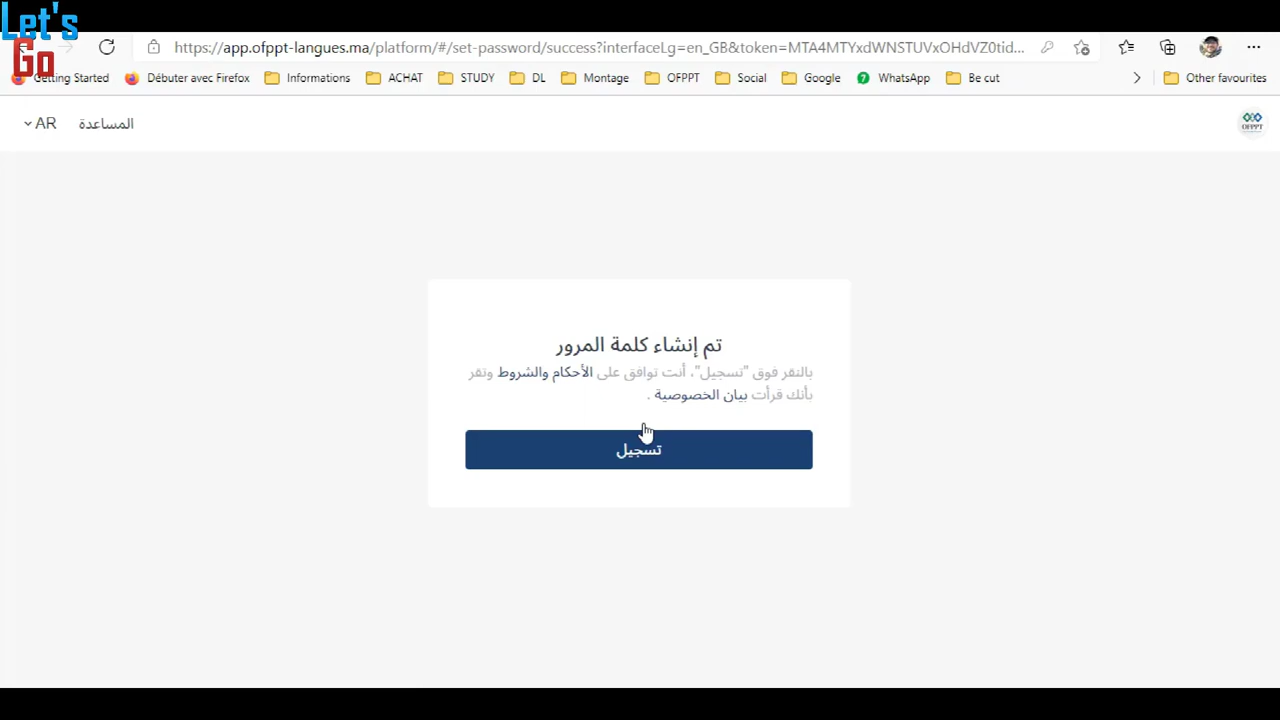 Let's
Go
https://app.ofppt-langues.ma/platform/#/set-password/success?interfaceLg=en_GB&token=MTA4MTYxdWNSTUVxOHdVZ0tid...
Getting Started
Débuter avec Firefox
Informations
ACHAT
STUDY
DL
Montage
OFPPT
Social
Google
7
WhatsApp
Be cut
Other favourites
AR
المساعدة
OFPPT
تم إنشاء كلمة المرور
بالنقر فوق "تسجيل"، أنت توافق على الأحكام والشروط وتقر
بأنك قرأت بيان الخصوصية .
تسجيل